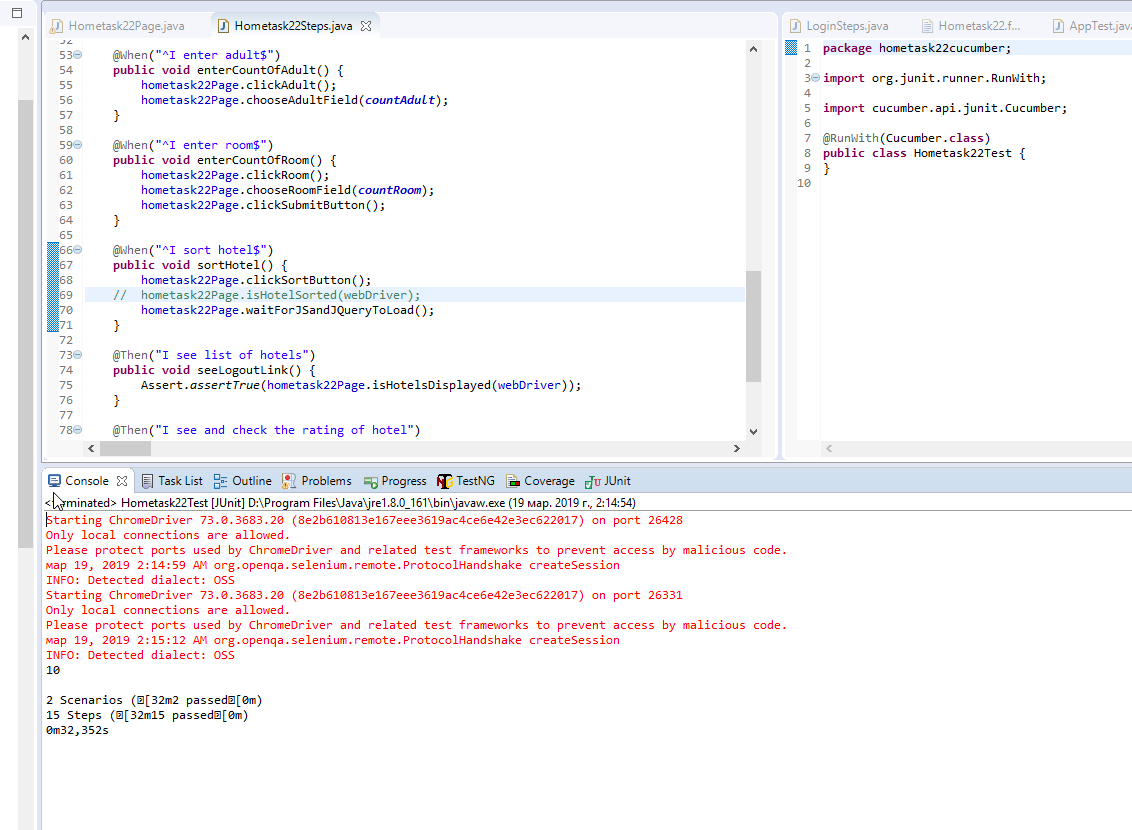 Hometask22Page.java
Hometask22Steps.java
53 @When("^I enter adult$")
54 public void enterCountOfAdult() {
55 hometask22Page.clickAdult();
56 hometask22Page.chooseAdultField(countAdult);
57 }
58
59 @When("^I enter room$")
60 public void enterCountOfRoom() {
61 hometask22Page.clickRoom();
62 hometask22Page.chooseRoomField(countRoom);
63 hometask22Page.clickSubmitButton();
64 }
65
66 @When("^I sort hotel$")
67 public void sortHotel() {
68 hometask22Page.clickSortButton();
69 // hometask22Page.isHotelSorted(webDriver);
70 hometask22Page.waitForJSandJQueryToLoad();
71 }
72
73 @Then("I see list of hotels")
74 public void seeLogoutLink() {
75 Assert.assertTrue(hometask22Page.isHotelsDisplayed(webDriver));
76 }
77
78 @Then("I see and check the rating of hotel")
LoginSteps.java
Hometask22.f...
AppTest.java
1 package hometask22cucumber;
2
3 import org.junit.runner.RunWith;
4
5 import cucumber.api.junit.Cucumber;
6
7 @RunWith(Cucumber.class)
8 public class Hometask22Test {
9 }
10
Console
Task List
Outline
Problems
Progress
TestNG
Coverage
JUnit
minated> Hometask22Test [JUnit] D:\Program Files\Java\jre1.8.0_161\bin\javaw.exe (19 мар. 2019 г., 2:14:54)
Starting ChromeDriver 73.0.3683.20 (8e2b610813e167eee3619ac4ce6e42e3ec622017) on port 26428
Only local connections are allowed.
Please protect ports used by ChromeDriver and related test frameworks to prevent access by malicious code.
мар 19, 2019 2:14:59 AM org.openqa.selenium.remote.ProtocolHandshake createSession
INFO: Detected dialect: OSS
Starting ChromeDriver 73.0.3683.20 (8e2b610813e167eee3619ac4ce6e42e3ec622017) on port 26331
Only local connections are allowed.
Please protect ports used by ChromeDriver and related test frameworks to prevent access by malicious code.
мар 19, 2019 2:15:12 AM org.openqa.selenium.remote.ProtocolHandshake createSession
INFO: Detected dialect: OSS
10
2 Scenarios ([32m2 passed[0m)
15 Steps ([32m15 passed[0m)
0m32,352s